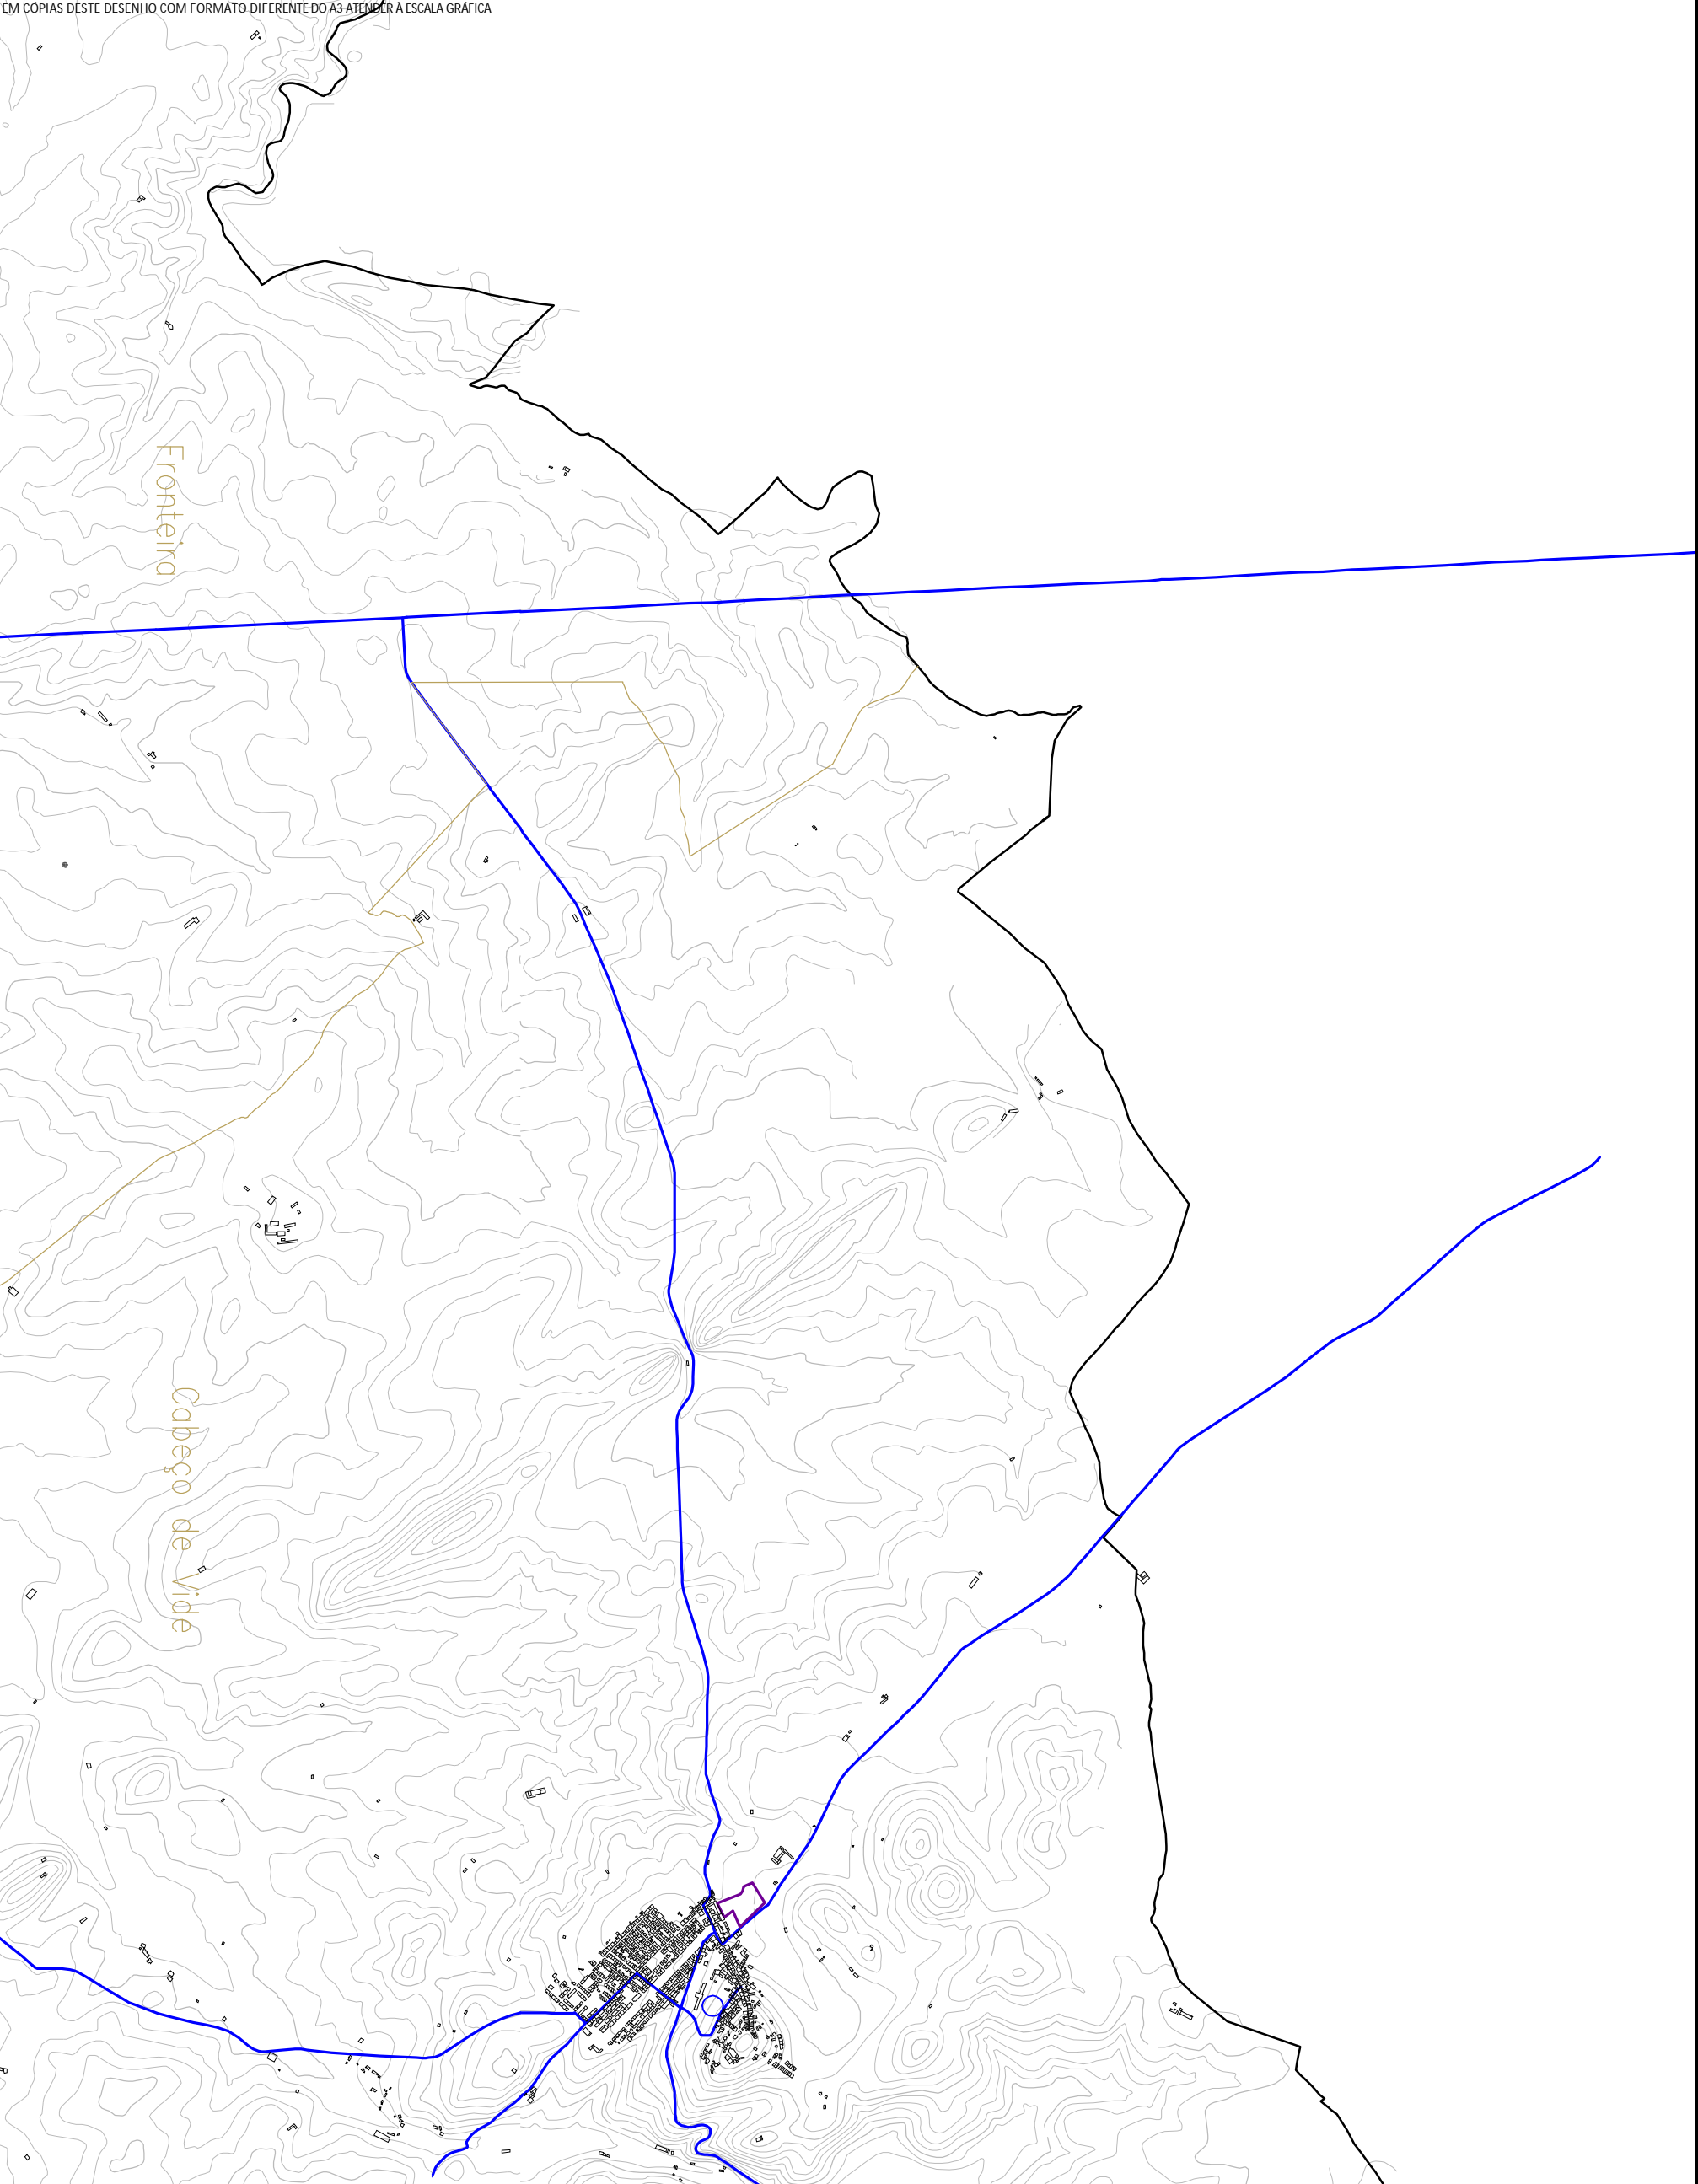 EM CÓPIAS DESTE DESENHO COM FORMATO DIFERENTE DO A3 ATENDER À ESCALA GRÁFICA
Fronteira
Cabeço de Vide